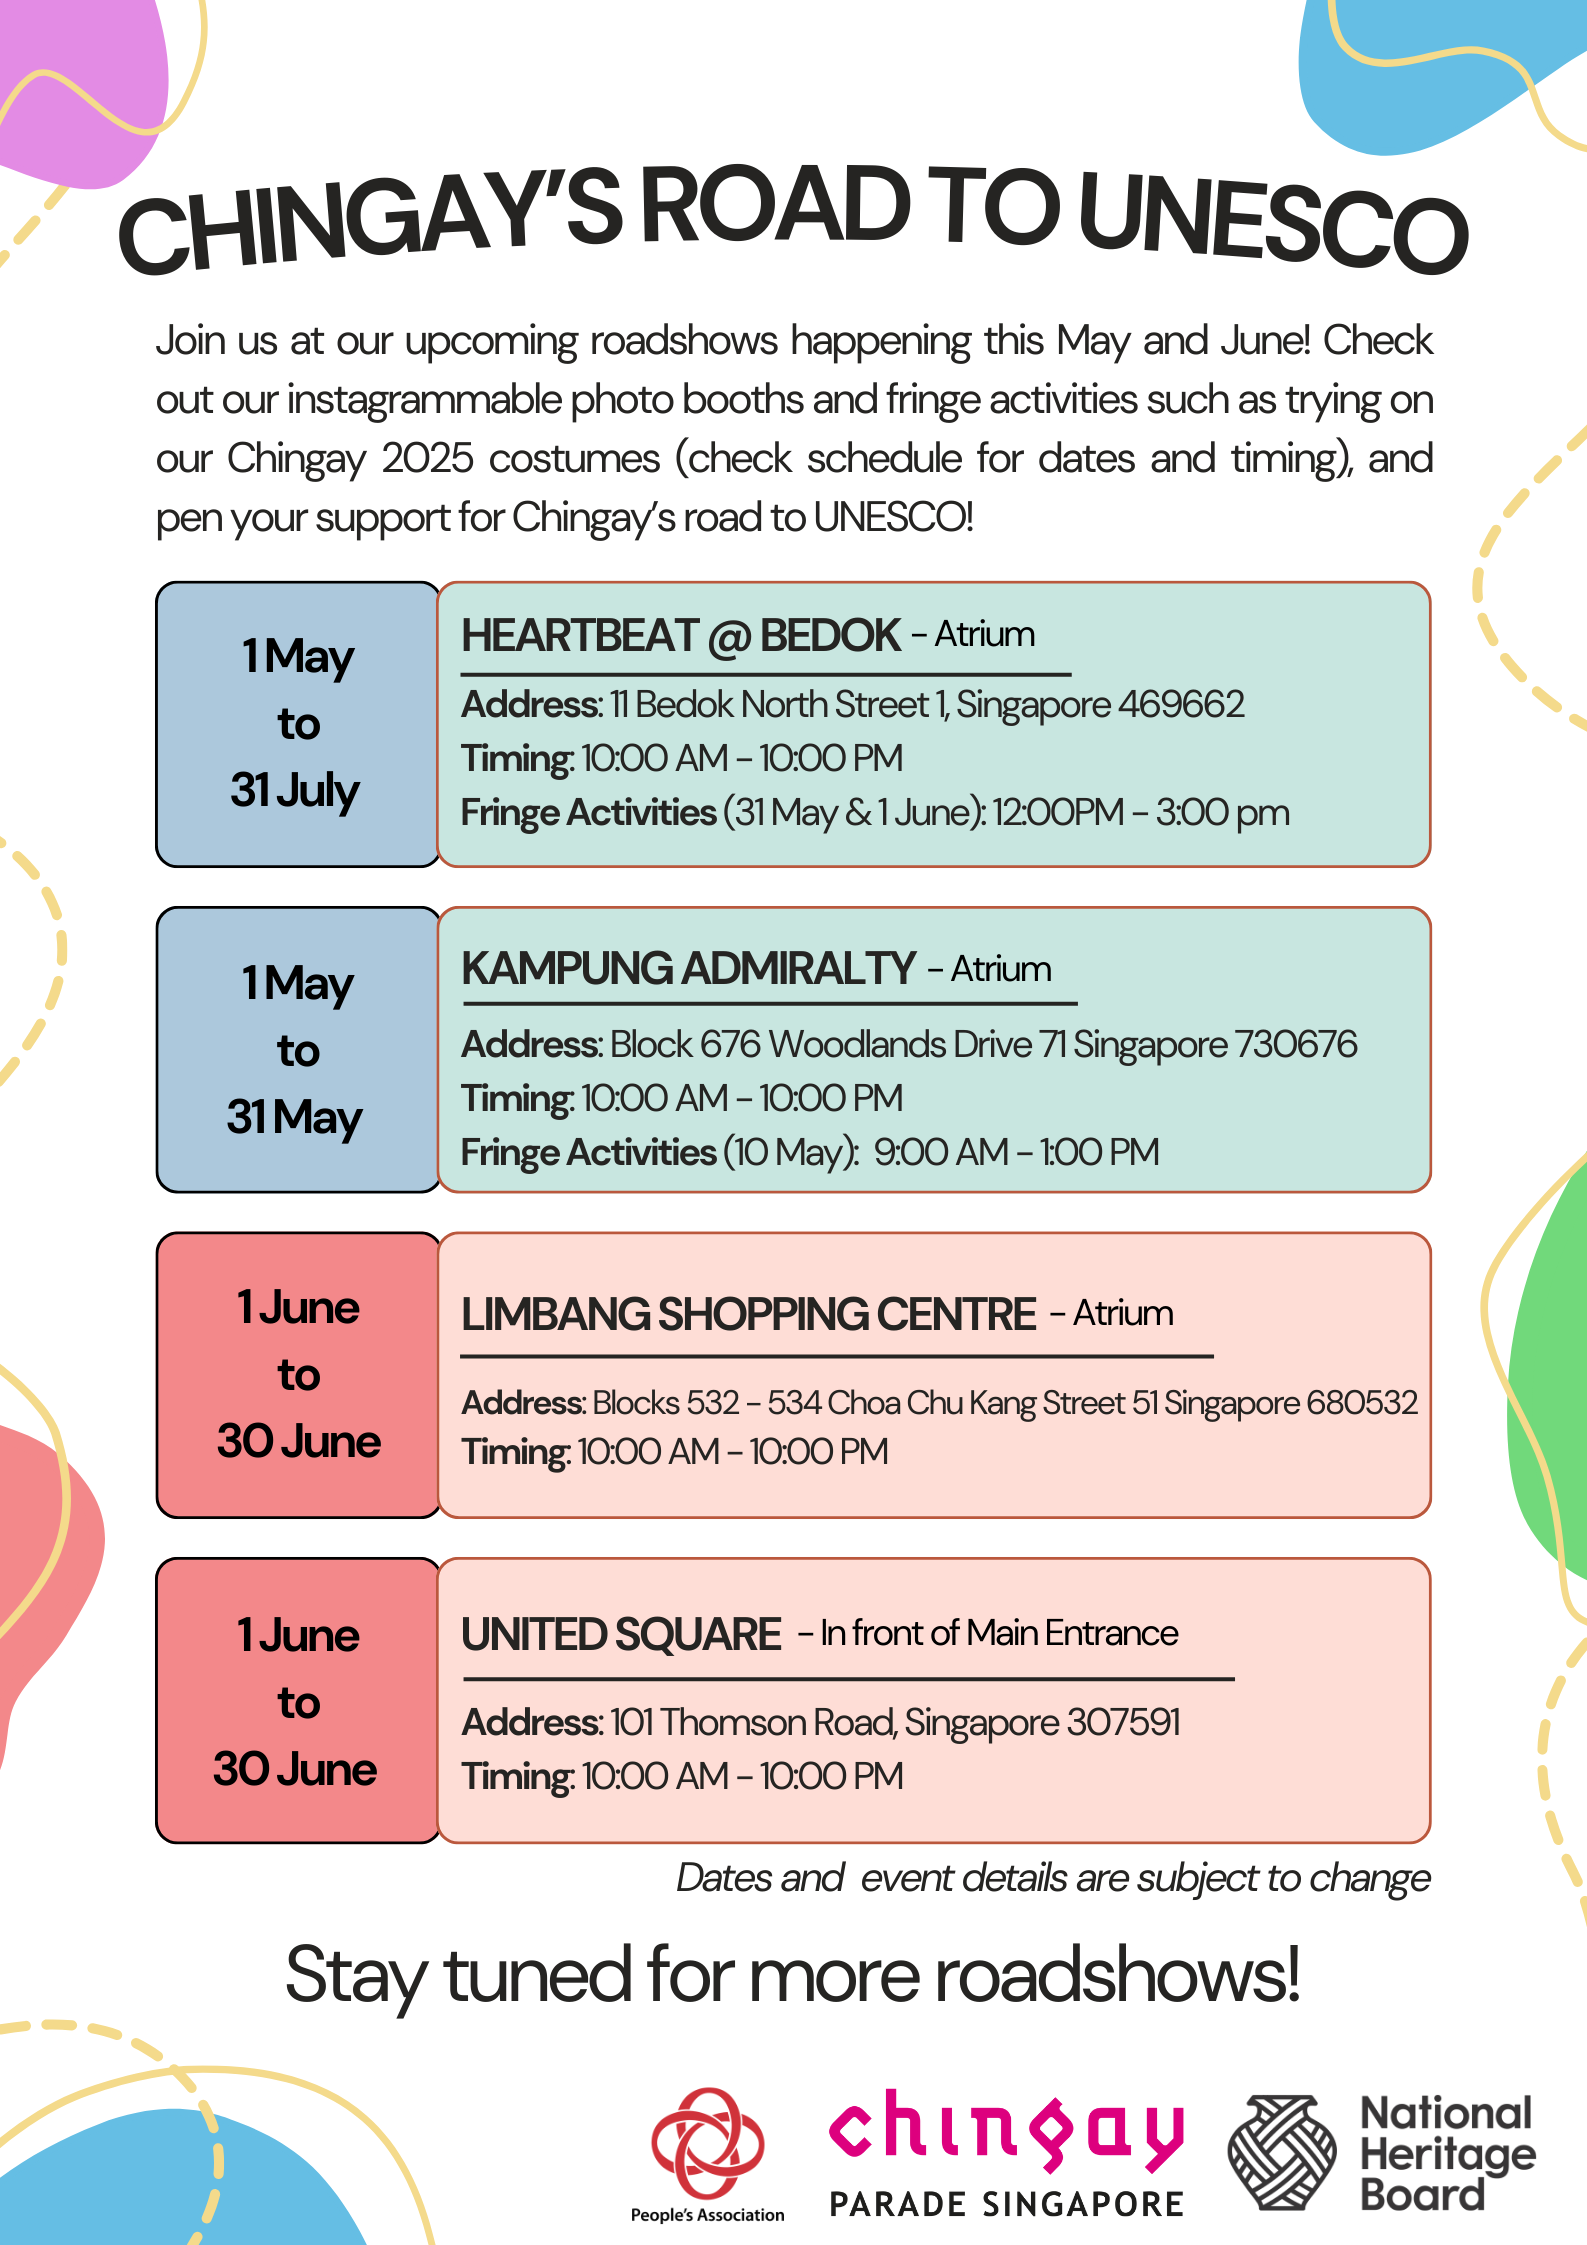 CHINGAY’S ROAD TO UNESCO
Join us at our upcoming roadshows happening this May and June! Check
out our instagrammable photo booths and fringe activities such as trying on
our Chingay 2025 costumes (check schedule for dates and timing), and
pen your support for Chingay’s road to UNESCO!
1 May
to
31 July
HEARTBEAT @ BEDOK - Atrium
Address: 11 Bedok North Street 1, Singapore 469662
Timing: 10:00 AM - 10:00 PM
Fringe Activities (31 May & 1 June): 12:00PM - 3:00 pm
1 May
to
31 May
KAMPUNG ADMIRALTY - Atrium
Address: Block 676 Woodlands Drive 71 Singapore 730676
Timing: 10:00 AM - 10:00 PM
Fringe Activities (10 May): 9:00 AM - 1:00 PM
1 June
to
30 June
LIMBANG SHOPPING CENTRE - Atrium
Address: Blocks 532 - 534 Choa Chu Kang Street 51 Singapore 680532
Timing: 10:00 AM - 10:00 PM
1 June
to
30 June
UNITED SQUARE - In front of Main Entrance
Address: 101 Thomson Road, Singapore 307591
Timing: 10:00 AM - 10:00 PM
Dates and event details are subject to change
Stay tuned for more roadshows!
People's Association
chingay
PARADE SINGAPORE
National
Heritage
Board